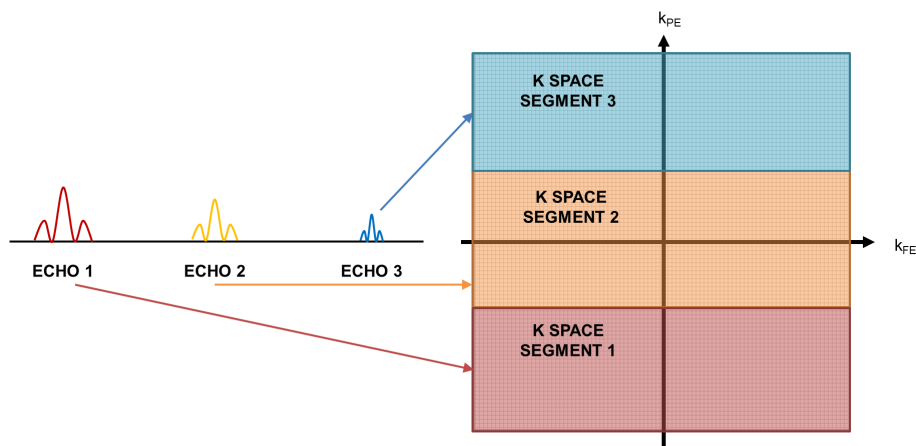 k_PE
K SPACE
SEGMENT 3
K SPACE
SEGMENT 2
k_FE
ECHO 1
ECHO 2
ECHO 3
K SPACE
SEGMENT 1